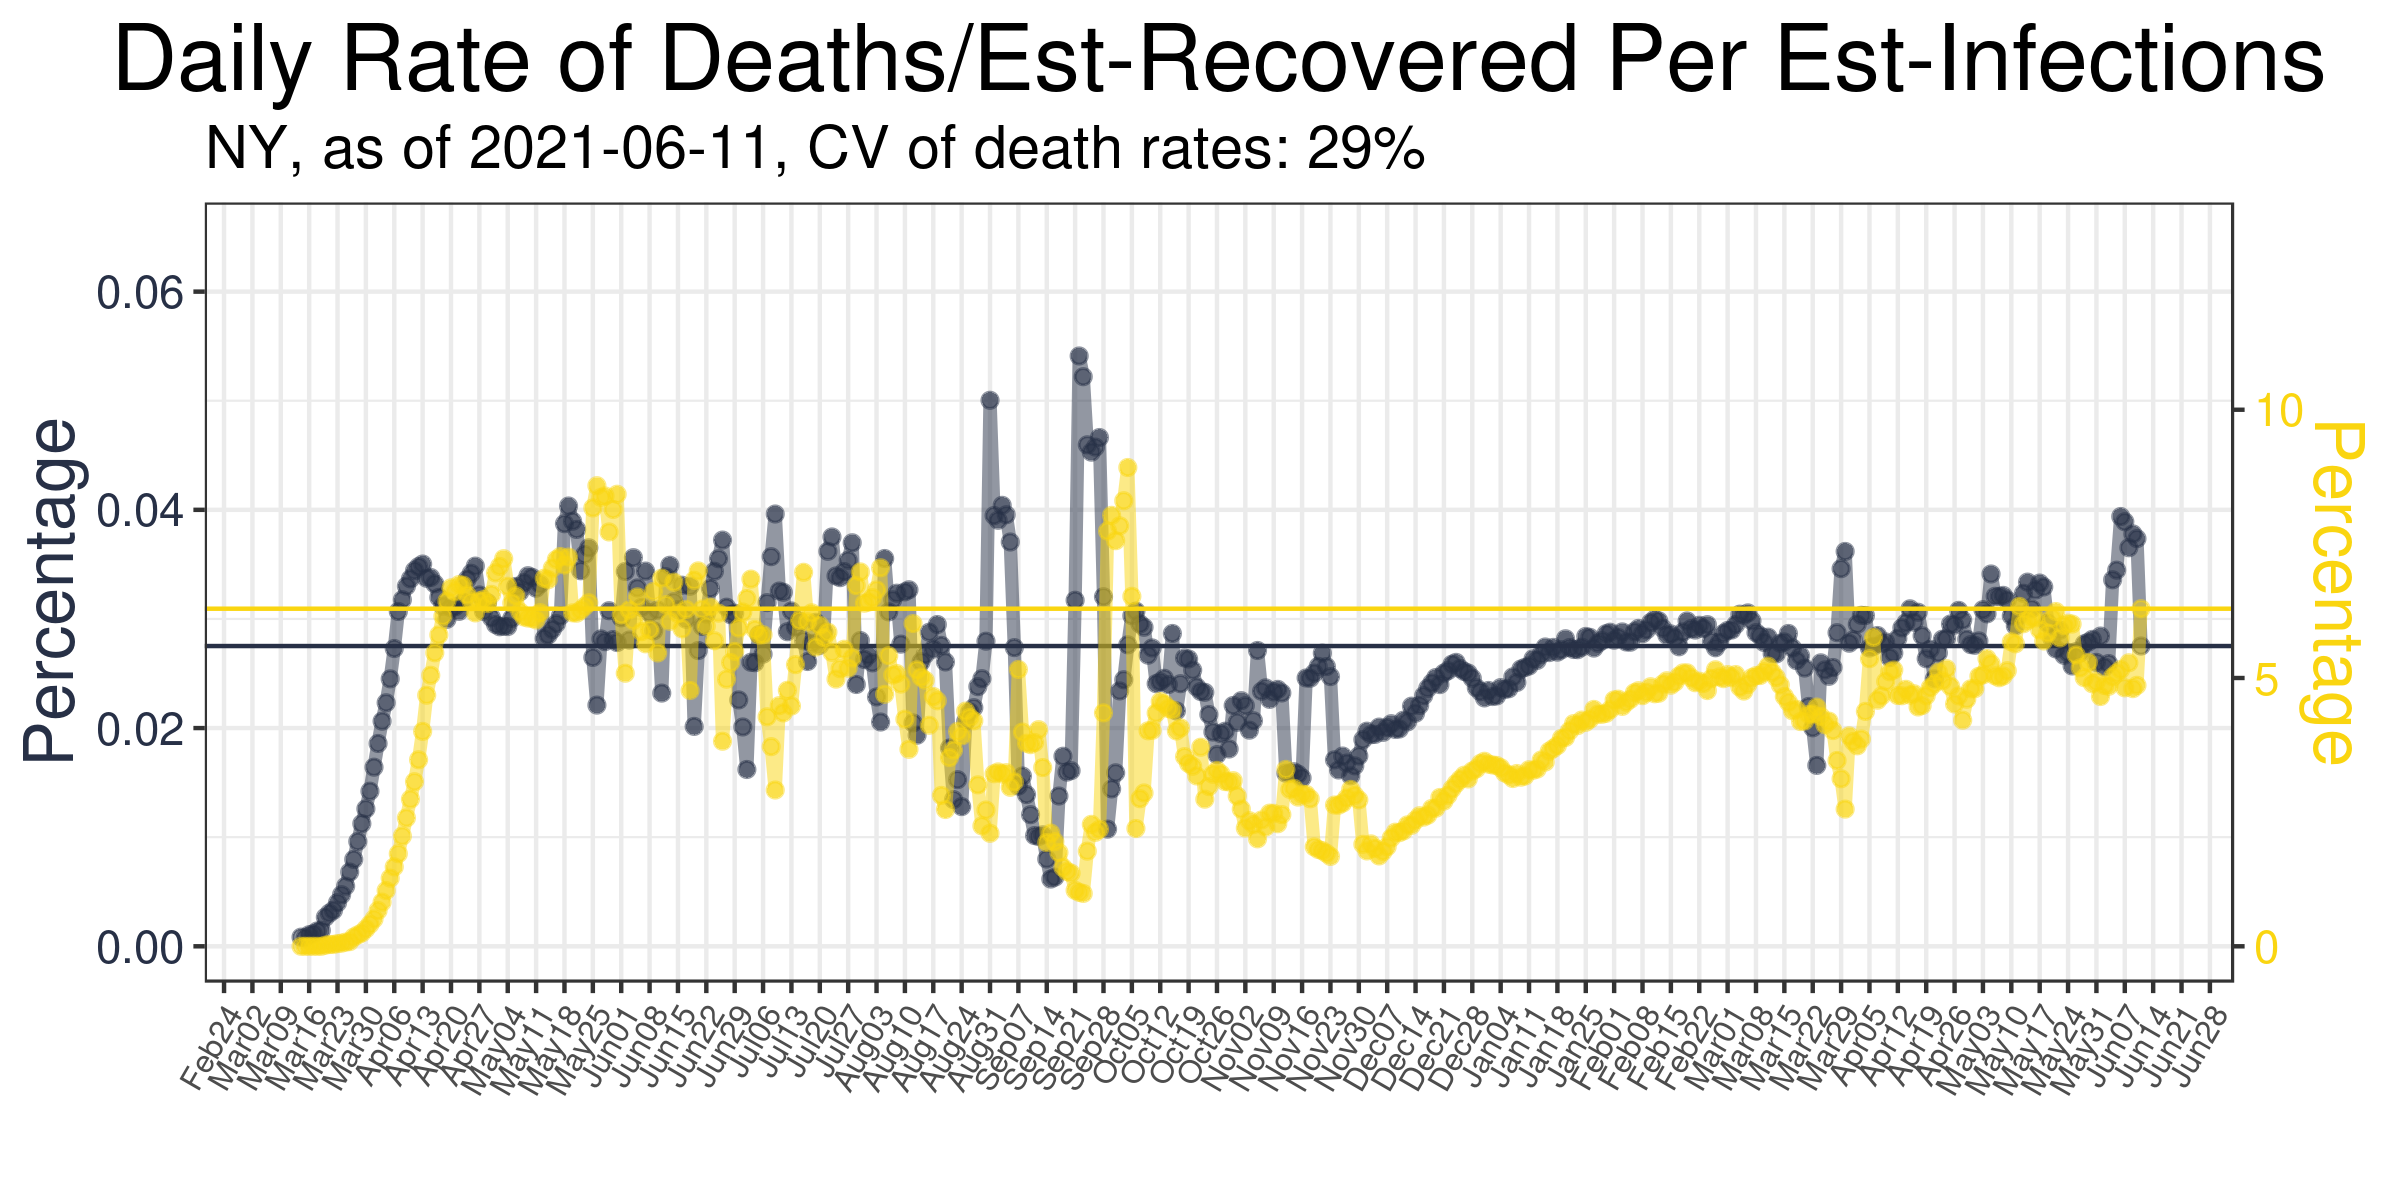 Daily Rate of Deaths/Est-Recovered Per Est-Infections
NY, as of 2021-06-11, CV of death rates: 29%
Percentage
0.06
0.04
0.02
0.00
10
5
0
Percentage
Feb24
Mar02
Mar09
Mar16
Mar23
Mar30
Apr06
Apr13
Apr20
Apr27
May04
May11
May18
May25
Jun01
Jun08
Jun15
Jun22
Jun29
Jul06
Jul13
Jul20
Jul27
Aug03
Aug10
Aug17
Aug24
Aug31
Sep07
Sep14
Sep21
Sep28
Oct05
Oct12
Oct19
Oct26
Nov02
Nov09
Nov16
Nov23
Nov30
Dec07
Dec14
Dec21
Dec28
Jan04
Jan11
Jan18
Jan25
Feb01
Feb08
Feb15
Feb22
Mar01
Mar08
Mar15
Mar22
Mar29
Apr05
Apr12
Apr19
Apr26
May03
May10
May17
May24
May31
Jun07
Jun14
Jun21
Jun28